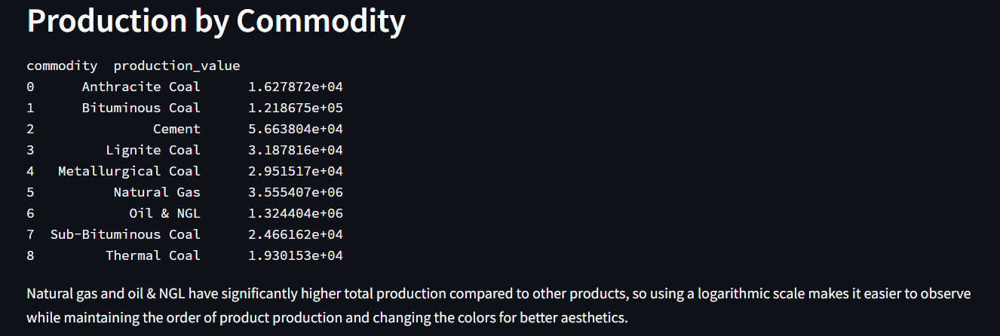 Production by Commodity
commodity  production_value
0      Anthracite Coal      1.627872e+04
1      Bituminous Coal      1.218675e+05
2               Cement      5.663804e+04
3         Lignite Coal      3.187816e+04
4   Metallurgical Coal      2.951517e+04
5          Natural Gas      3.555407e+06
6            Oil & NGL      1.324404e+06
7  Sub-Bituminous Coal      2.466162e+04
8         Thermal Coal      1.930153e+04
Natural gas and oil & NGL have significantly higher total production compared to other products, so using a logarithmic scale makes it easier to observe
while maintaining the order of product production and changing the colors for better aesthetics.